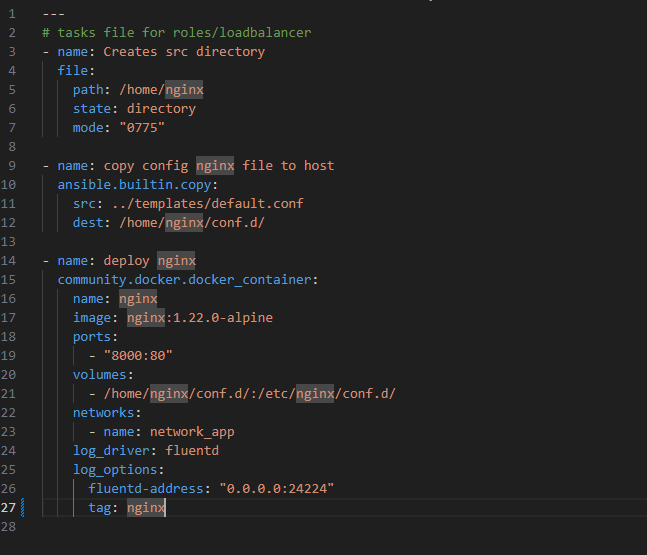 1 ---
2 # tasks file for roles/loadbalancer
3 - name: Creates src directory
4   file:
5     path: /home/nginx
6     state: directory
7     mode: "0775"
8
9 - name: copy config nginx file to host
10   ansible.builtin.copy:
11     src: ../templates/default.conf
12     dest: /home/nginx/conf.d/
13
14 - name: deploy nginx
15   community.docker.docker_container:
16     name: nginx
17     image: nginx:1.22.0-alpine
18     ports:
19       - "8000:80"
20     volumes:
21       - /home/nginx/conf.d/:/etc/nginx/conf.d/
22     networks:
23       - name: network_app
24     log_driver: fluentd
25     log_options:
26       fluentd-address: "0.0.0.0:24224"
27       tag: nginx
28